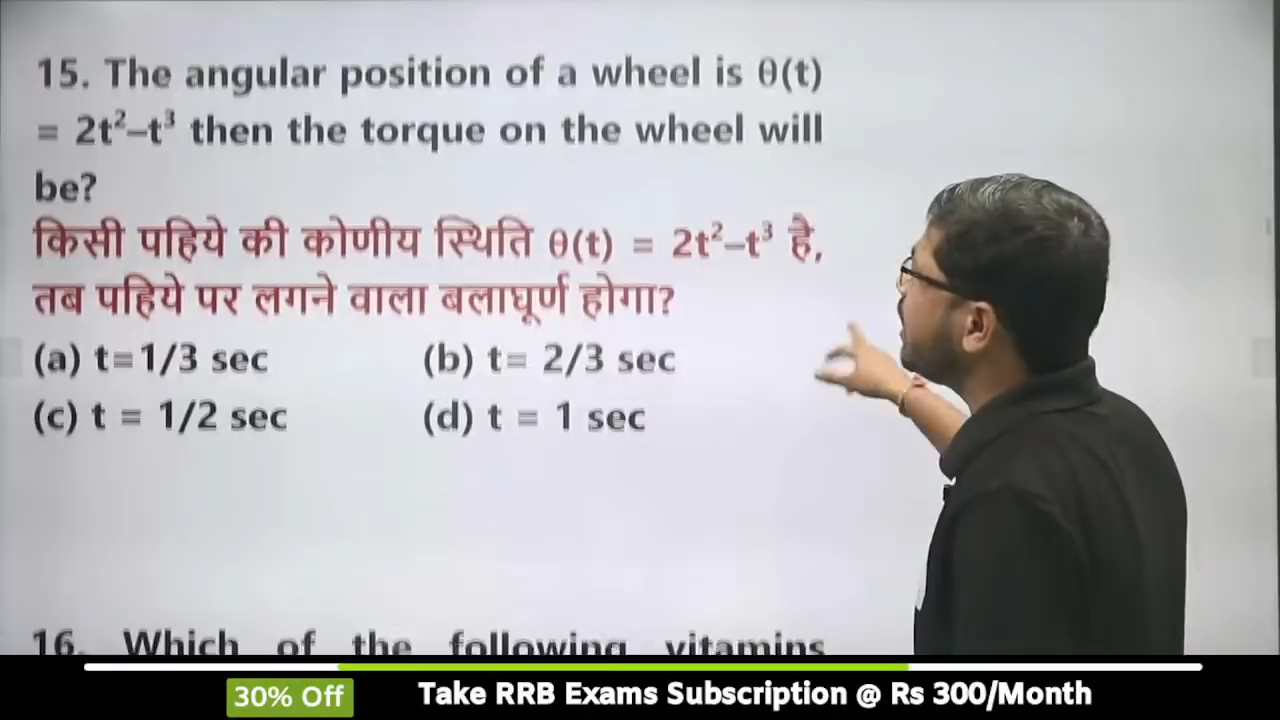 15. The angular position of a wheel is θ(t)
= 2t²–t³ then the torque on the wheel will
be?
किसी पहिये की कोणीय स्थिति θ(t) = 2t²–t³ है,
तब पहिये पर लगने वाला बलाघूर्ण होगा?
(a) t=1/3 sec (b) t= 2/3 sec
(c) t = 1/2 sec (d) t = 1 sec
16. Which of the following vitamins
30% Off Take RRB Exams Subscription @ Rs 300/Month